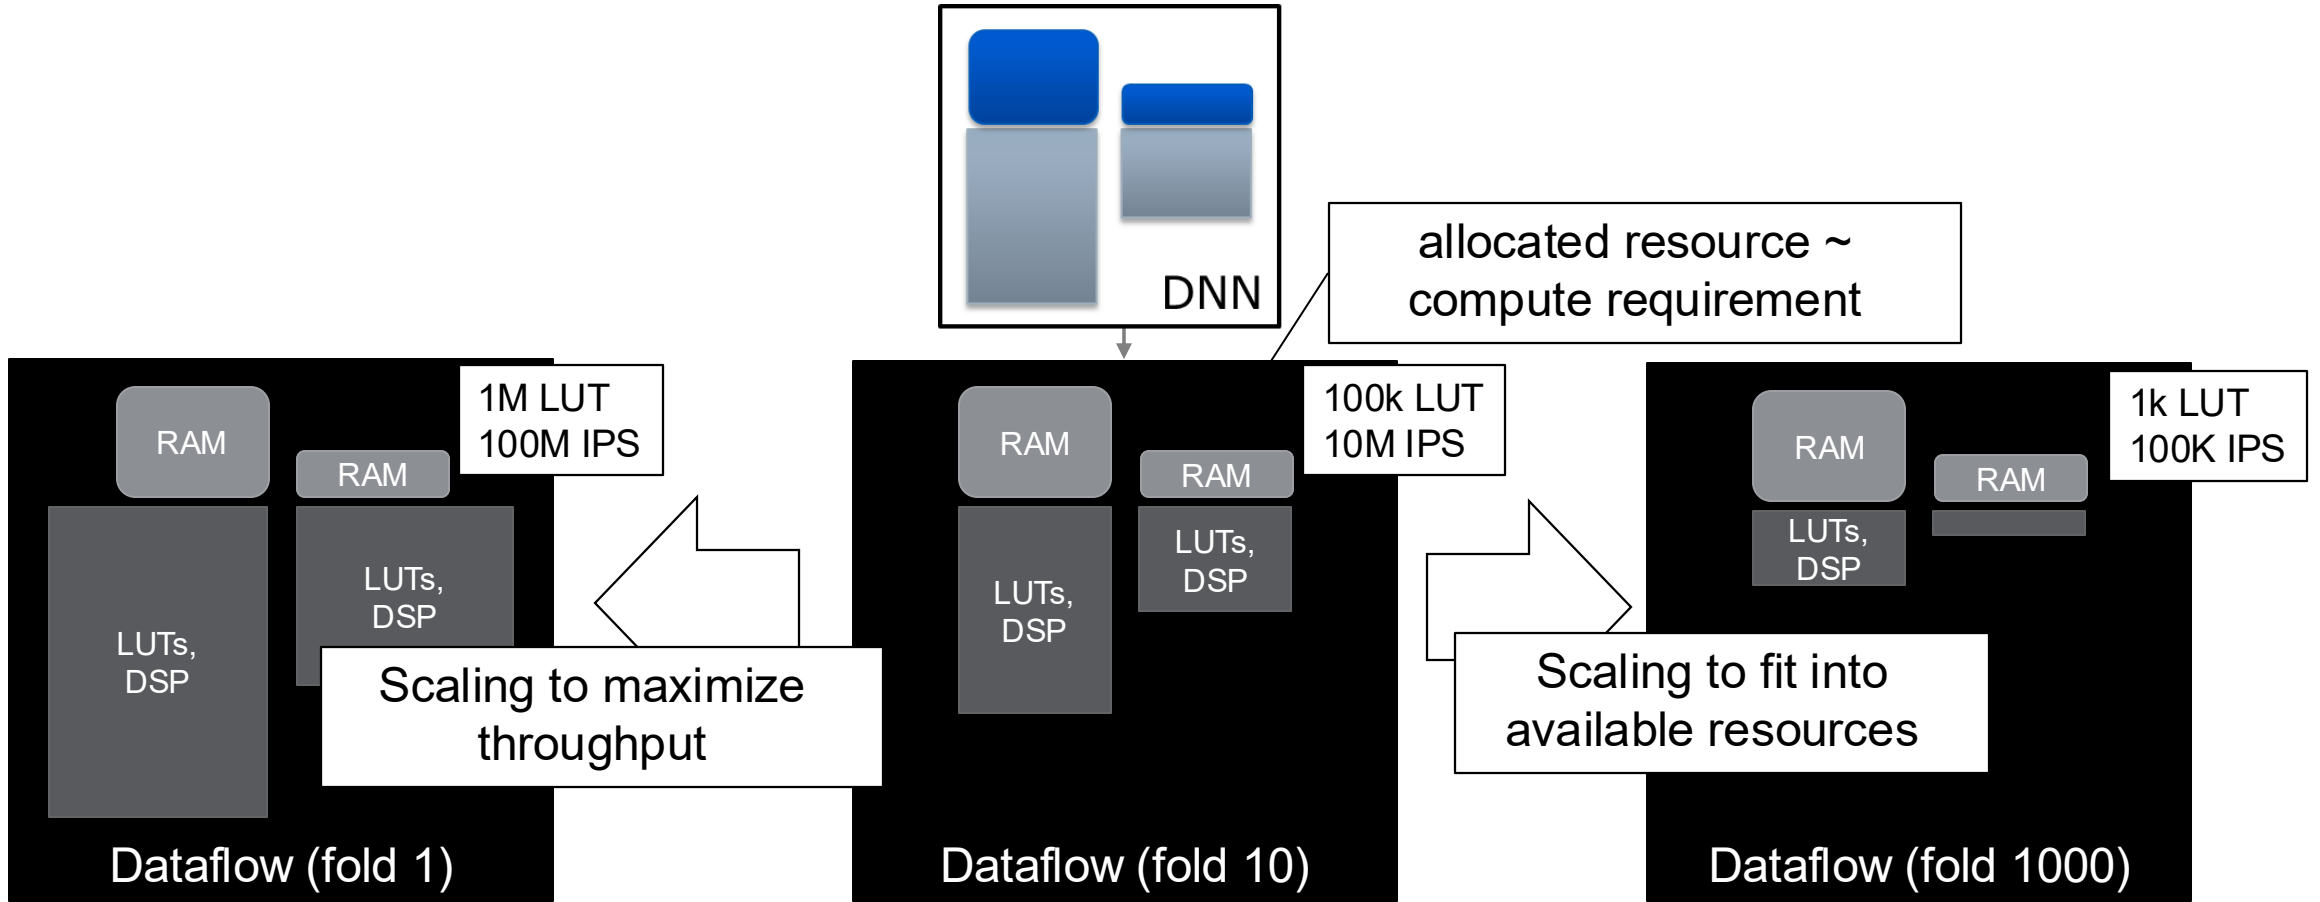 DNN
allocated resource ~
compute requirement
1M LUT
100M IPS
RAM
RAM
LUTs,
DSP
LUTs,
DSP
Scaling to maximize
throughput
Dataflow (fold 1)
100k LUT
10M IPS
RAM
RAM
LUTs,
DSP
LUTs,
DSP
Dataflow (fold 10)
1k LUT
100K IPS
RAM
RAM
LUTs,
DSP
Scaling to fit into
available resources
Dataflow (fold 1000)